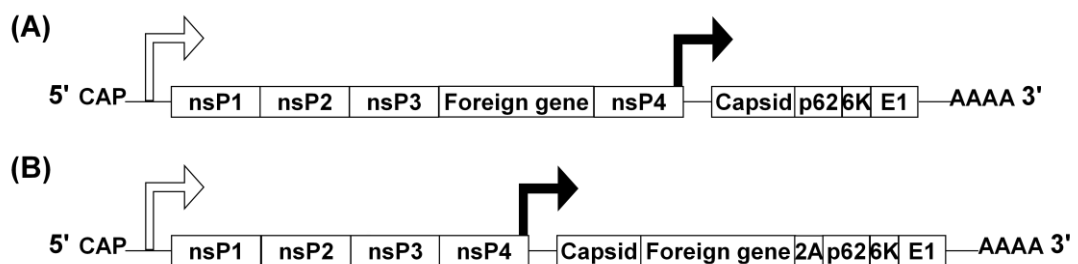 (A)
5' CAP nsP1 nsP2 nsP3 Foreign gene nsP4 Capsid p62 6K E1 AAAA 3'
(B)
5' CAP nsP1 nsP2 nsP3 nsP4 Capsid Foreign gene 2A p62 6K E1 AAAA 3'